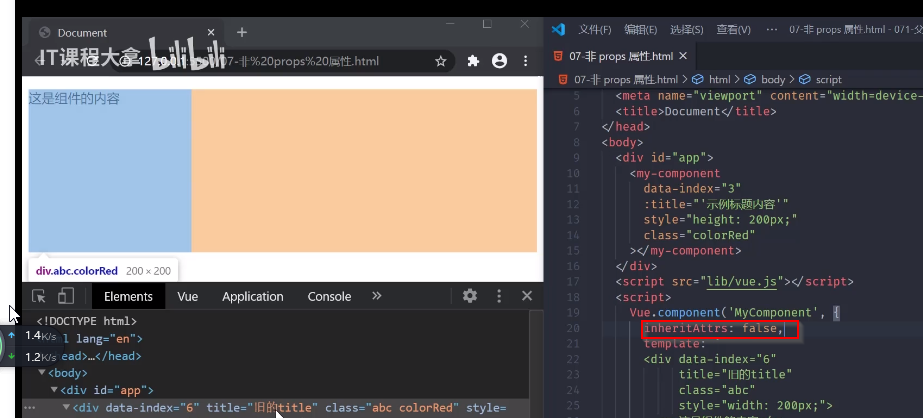 Document
文件(F) 编辑(E) 选择(S) 查看(V) ··· 07-非 props 属性.html - 07/1-父
IT课程大拿 bilibili
127.0. 07-非%20props%20属性.html
07-非 props 属性.html
07-非 props 属性.html > html > body > script
这是组件的内容
5 <meta name="viewport" content="width=device-
6 <title>Document</title>
7 </head>
8 <body>
9 <div id="app">
10 <my-component
11 data-index="3"
12 :title="'示例标题内容'"
13 style="height: 200px;"
14 class="colorRed"
15 ></my-component>
16 </div>
17 <script src="lib/vue.js"></script>
18 <script>
19 Vue.component('MyComponent', {
20 inheritAttrs: false,
21 template: `
22 <div data-index="6"
23 title="旧的title"
24 class="abc"
25 style="width: 200px;">
这是组件的内容
div.abc.colorRed 200 × 200
Elements Vue Application Console »
<!DOCTYPE html>
l lang="en">
ead>…</head>
<body>
<div id="app">
<div data-index="6" title="旧的title" class="abc colorRed" style=
1.4K/s
1.2K/s